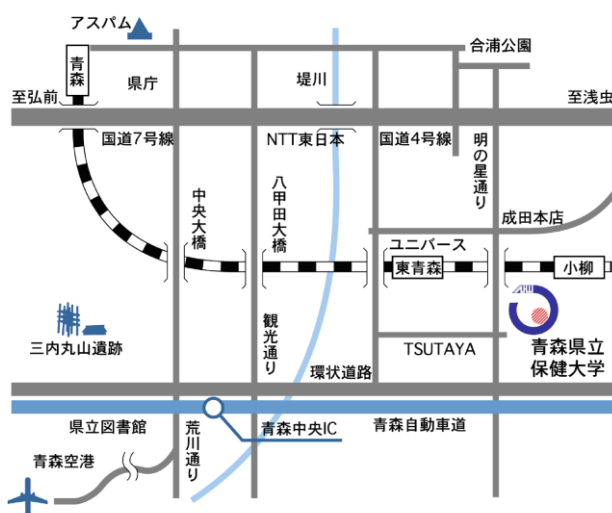 アスパム
合浦公園
青森
県庁
堤川
至弘前
至浅虫
国道7号線
NTT東日本
国道4号線
明の星通り
中央大橋
八甲田大橋
成田本店
ユニバース
東青森
小柳
観光通り
三内丸山遺跡
TSUTAYA
青森県立
保健大学
環状道路
県立図書館
荒川通り
青森中央IC
青森自動車道
青森空港